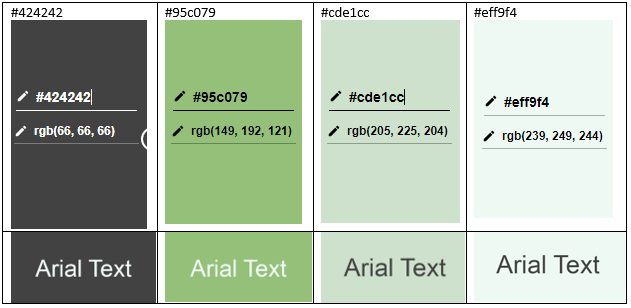 #424242
#95c079
#cde1cc
#eff9f4
#424242
rgb(66, 66, 66)
#95c079
rgb(149, 192, 121)
#cde1cc
rgb(205, 225, 204)
#eff9f4
rgb(239, 249, 244)
Arial Text
Arial Text
Arial Text
Arial Text